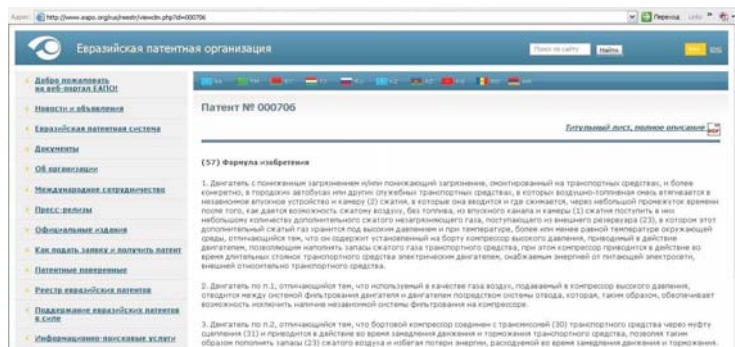 Адрес: http://www.eapo.org/rus/reestr/viewclm.php?id=000706
Переход
Links
Евразийская патентная организация
Поиск по сайту
Найти
ENG
Добро пожаловать
на веб-портал ЕАПО!
Новости и объявления
Евразийская патентная система
Документы
Об организации
Международное сотрудничество
Пресс-релизы
Официальные издания
Как подать заявку и получить патент
Патентные поверенные
Реестр евразийских патентов
Поддержание евразийских патентов
в силе
Информационно-поисковые услуги
Патент № 000706
Титульный лист, полное описание
(57) Формула изобретения
1. Двигатель с пониженным загрязнением и/или понижающий загрязнение, смонтированный на транспортных средствах, и более
конкретно, в городских автобусах или других служебных транспортных средствах, в которых воздушно-топливная смесь втягивается в
независимое впускное устройство и камеру (2) сжатия, в которые она вводится и где сжимается, через небольшой промежуток времени
после того, как дается возможность сжатому воздуху, без топлива, из впускного канала и камеры (1) сжатия поступить в них
небольшому количеству дополнительного сжатого незагрязняющего газа, поступающего из внешнего резервуара (23), в котором этот
дополнительный сжатый газ хранится под высоким давлением и при температуре, более или менее равной температуре окружающей
среды, отличающийся тем, что он содержит установленный на борту компрессор высокого давления, приводимый в действие
двигателем, позволяющим наполнять запасы сжатого газа транспортного средства, при этом компрессор приводится в действие во
время длительных стоянок транспортного средства электрическим двигателем, снабжаемым энергией от питающей электросети,
внешней относительно транспортного средства.
2. Двигатель по п.1, отличающийся тем, что используемый в качестве газа воздух, подаваемый в компрессор высокого давления,
отводится между системой фильтрования двигателя и двигателем посредством системы отвода, которая, таким образом, обеспечивает
возможность исключить наличие независимой системы фильтрования на компрессоре.
3. Двигатель по п.2, отличающийся тем, что бортовой компрессор соединен с трансмиссией (30) транспортного средства через муфту
сцепления (31) и приводится в действие во время замедления движения и торможения транспортного средства, позволяя таким
образом пополнить запасы (23) сжатого воздуха и избегая потери энергии, расходуемой во время замедления движения и торможения.